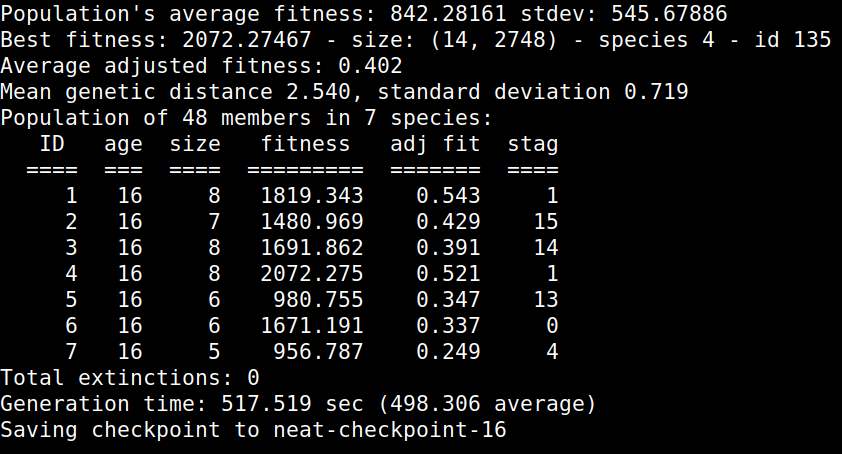 Population's average fitness: 842.28161 stdev: 545.67886
Best fitness: 2072.27467 - size: (14, 2748) - species 4 - id 135
Average adjusted fitness: 0.402
Mean genetic distance 2.540, standard deviation 0.719
Population of 48 members in 7 species:
   ID   age  size   fitness   adj fit  stag
  ====  ===  ====  =========  =======  ====
     1   16     8   1819.343    0.543     1
     2   16     7   1480.969    0.429    15
     3   16     8   1691.862    0.391    14
     4   16     8   2072.275    0.521     1
     5   16     6    980.755    0.347    13
     6   16     6   1671.191    0.337     0
     7   16     5    956.787    0.249     4
Total extinctions: 0
Generation time: 517.519 sec (498.306 average)
Saving checkpoint to neat-checkpoint-16